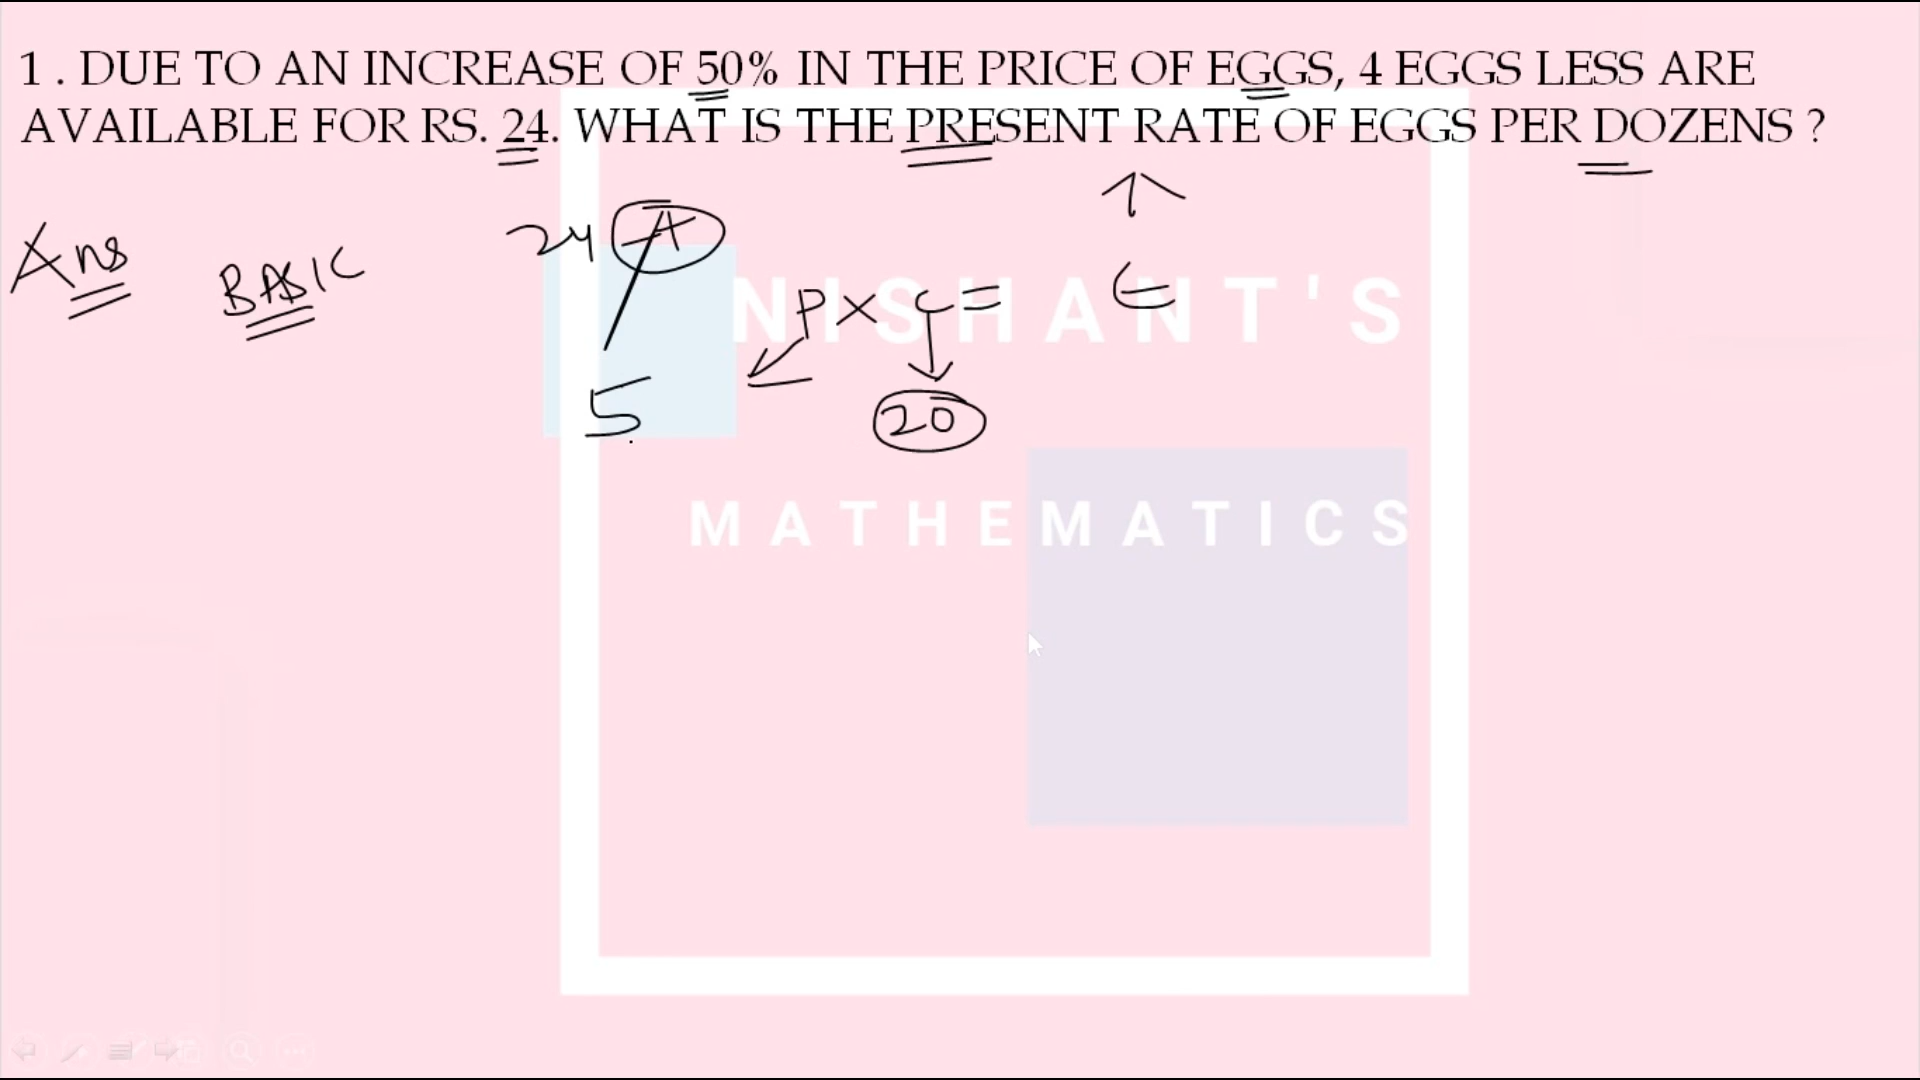 1 . DUE TO AN INCREASE OF 50% IN THE PRICE OF EGGS, 4 EGGS LESS ARE
AVAILABLE FOR RS. 24. WHAT IS THE PRESENT RATE OF EGGS PER DOZENS ?
Ans BASIC 24
P × C = E
5 20
NISHANT'S
MATHEMATICS